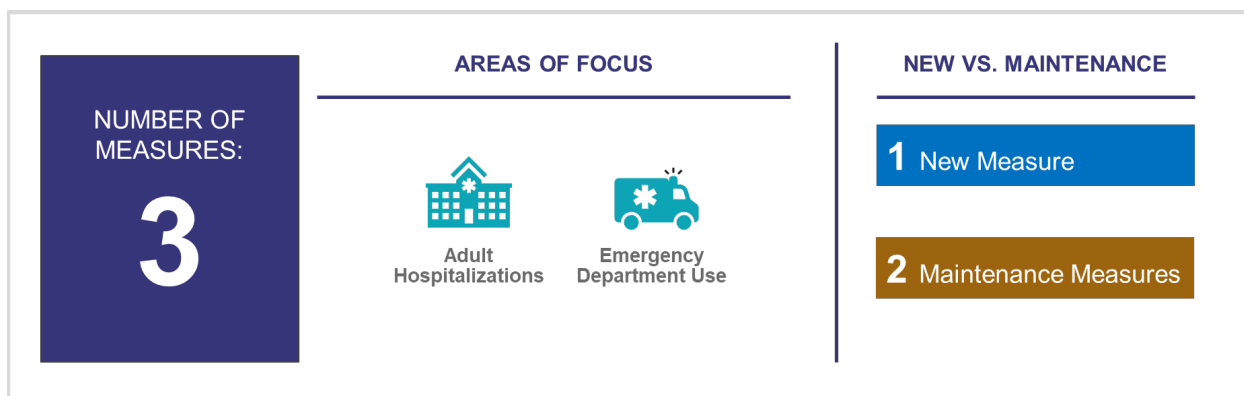 NUMBER OF
MEASURES:
3
AREAS OF FOCUS
Adult
Hospitalizations
Emergency
Department Use
NEW VS. MAINTENANCE
1 New Measure
2 Maintenance Measures